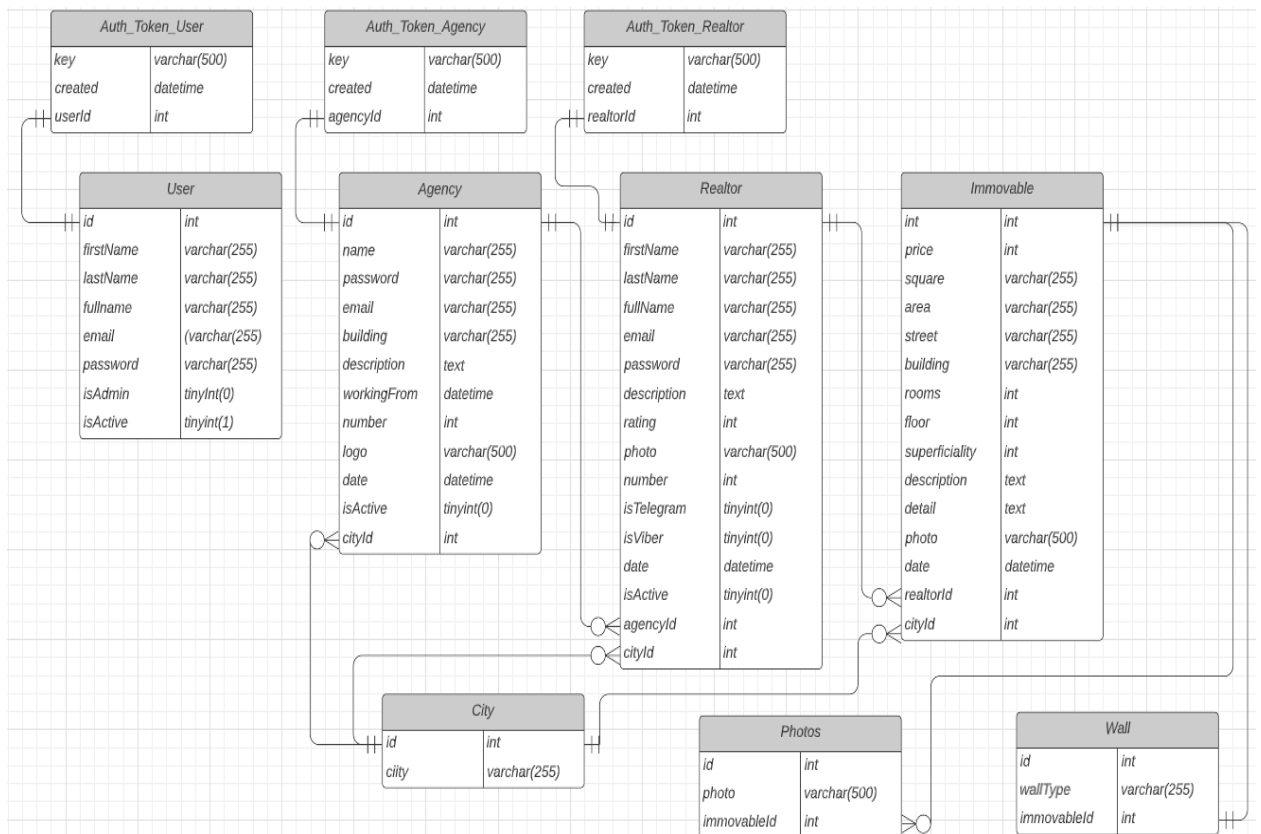 Auth_Token_User
key varchar(500)
created datetime
userId int
Auth_Token_Agency
key varchar(500)
created datetime
agencyId int
Auth_Token_Realtor
key varchar(500)
created datetime
realtorId int
User
id int
firstName varchar(255)
lastName varchar(255)
fullname varchar(255)
email (varchar(255)
password varchar(255)
isAdmin tinyInt(0)
isActive tinyint(1)
Agency
id int
name varchar(255)
password varchar(255)
email varchar(255)
building varchar(255)
description text
workingFrom datetime
number int
logo varchar(500)
date datetime
isActive tinyint(0)
cityId int
Realtor
id int
firstName varchar(255)
lastName varchar(255)
fullName varchar(255)
email varchar(255)
password varchar(255)
description text
rating int
photo varchar(500)
number int
isTelegram tinyint(0)
isViber tinyint(0)
date datetime
isActive tinyint(0)
agencyId int
cityId int
Immovable
int int
price int
square varchar(255)
area varchar(255)
street varchar(255)
building varchar(255)
rooms int
floor int
superficiality int
description text
detail text
photo varchar(500)
date datetime
realtorId int
cityId int
City
id int
ciity varchar(255)
Photos
id int
photo varchar(500)
immovableId int
Wall
id int
wallType varchar(255)
immovableId int